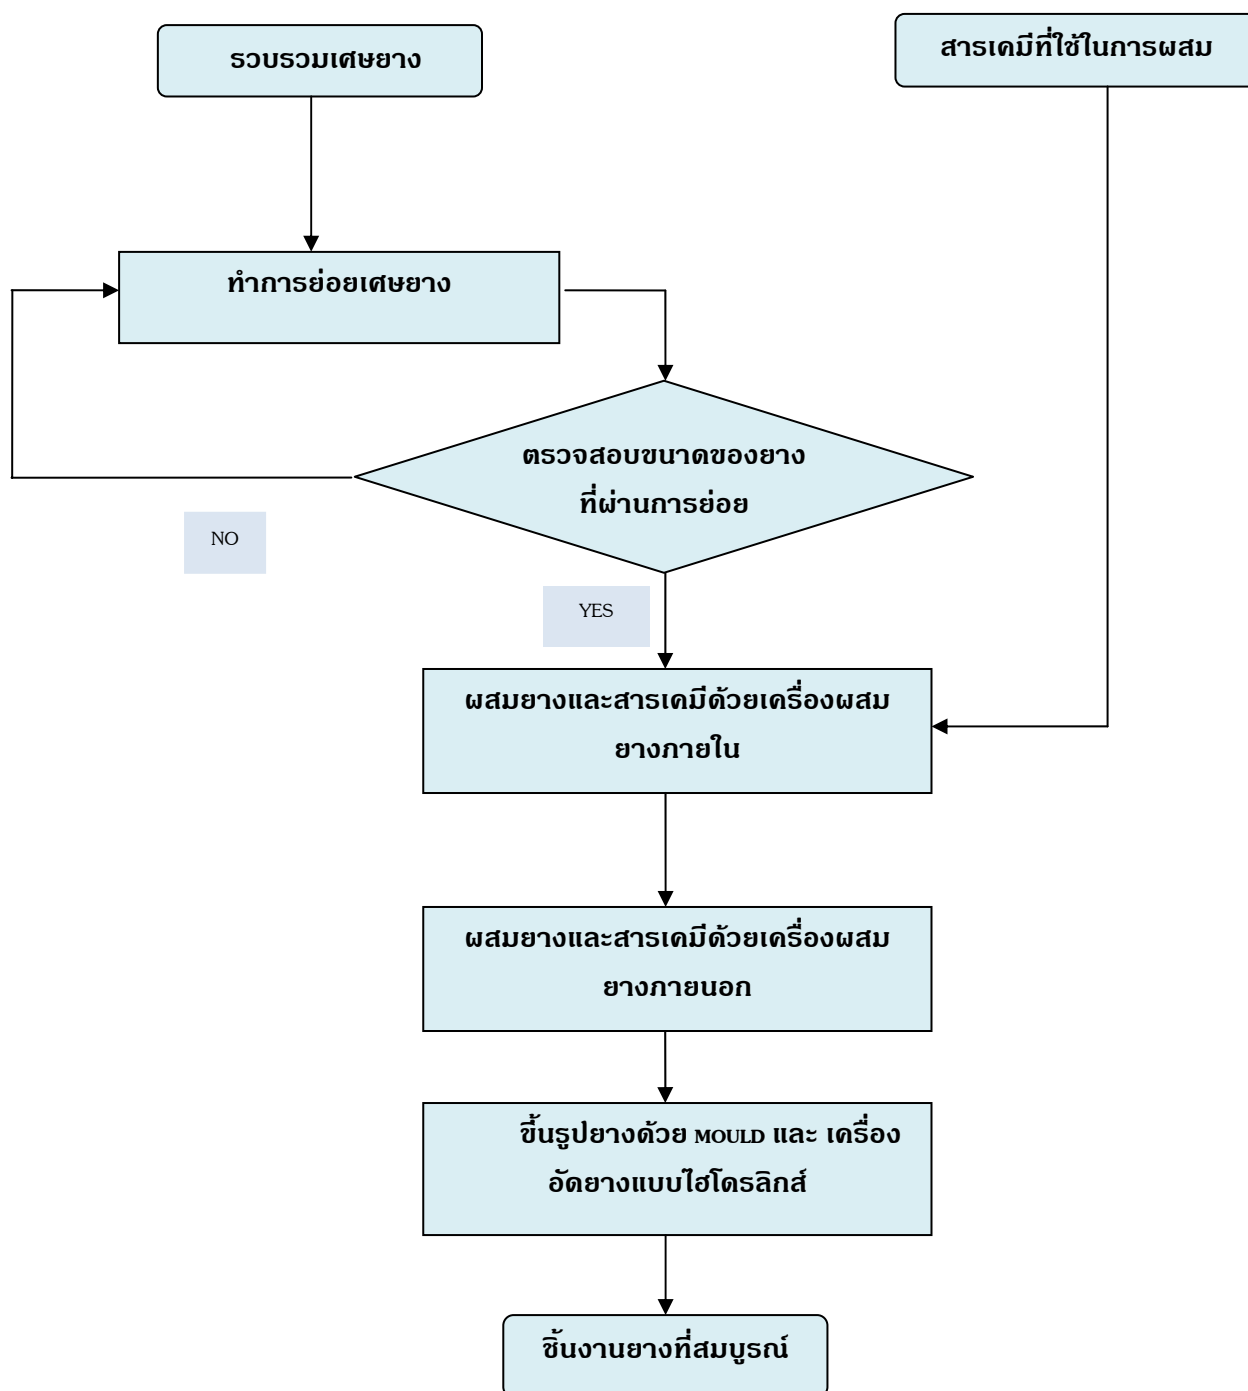 รวบรวมเศษยาง
สารเคมีที่ใช้ในการผสม
ทำการย่อยเศษยาง
ตรวจสอบขนาดของยาง
ที่ผ่านการย่อย
NO
YES
ผสมยางและสารเคมีด้วยเครื่องผสม
ยางภายใน
ผสมยางและสารเคมีด้วยเครื่องผสม
ยางภายนอก
ขึ้นรูปยางด้วย MOULD และ เครื่อง
อัดยางแบบไฮโดรลิกส์
ชิ้นงานยางที่สมบูรณ์